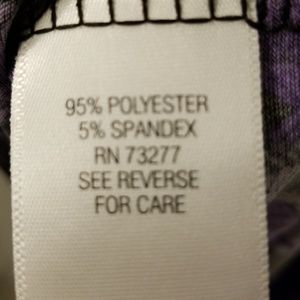 95% POLYESTER
5% SPANDEX
RN 73277
SEE REVERSE
FOR CARE